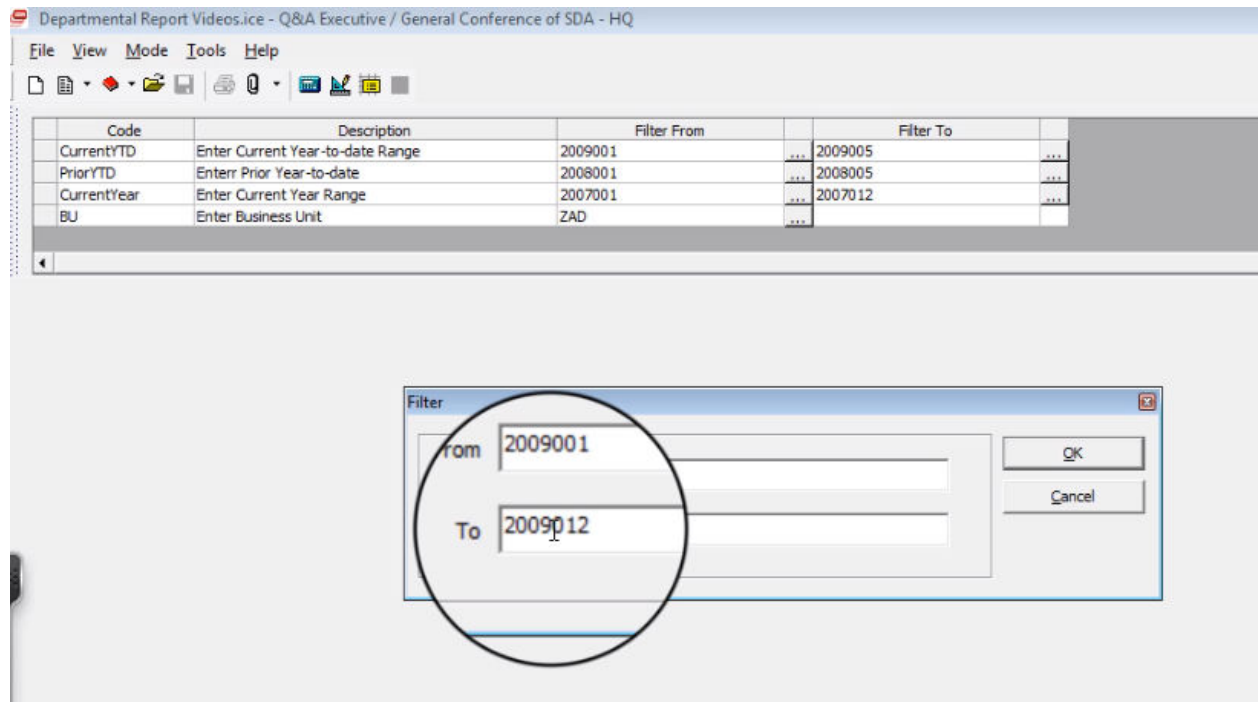 Departmental Report Videos.ice - Q&A Executive / General Conference of SDA - HQ
File View Mode Tools Help
Code Description Filter From Filter To
CurrentYTD Enter Current Year-to-date Range 2009001 ... 2009005 ...
PriorYTD Enterr Prior Year-to-date 2008001 ... 2008005 ...
CurrentYear Enter Current Year Range 2007001 ... 2007012 ...
BU Enter Business Unit ZAD ...
Filter
rom 2009001
OK
Cancel
To 2009012